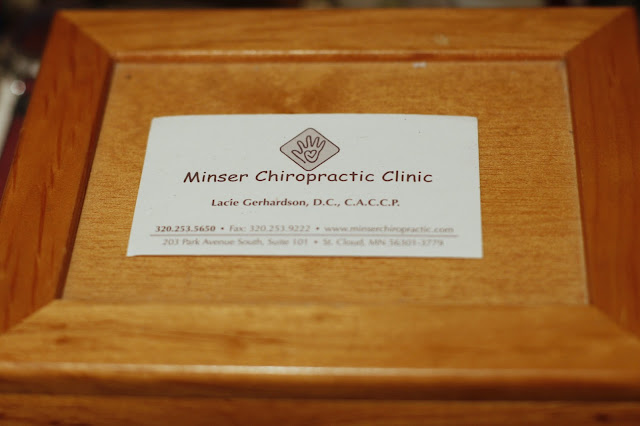 Minser Chiropractic Clinic
Lacie Gerhardson, D.C., C.A.C.C.P.
320.253.5650 • Fax: 320.253.9222 • www.minserchiropractic.com
203 Park Avenue South, Suite 101 • St. Cloud, MN 56301-3779